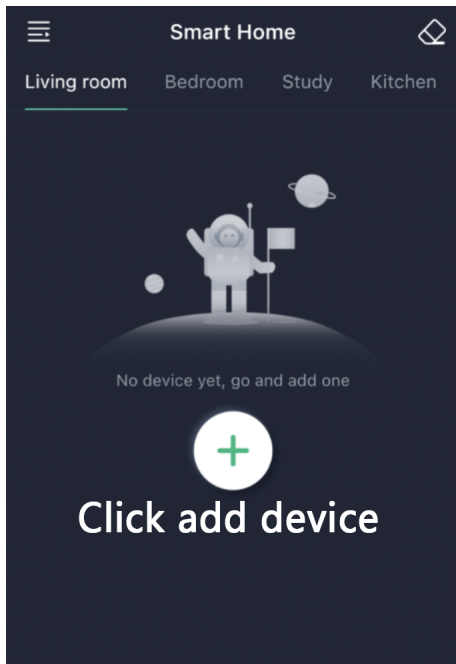 Smart Home
Living room Bedroom Study Kitchen
No device yet, go and add one
Click add device